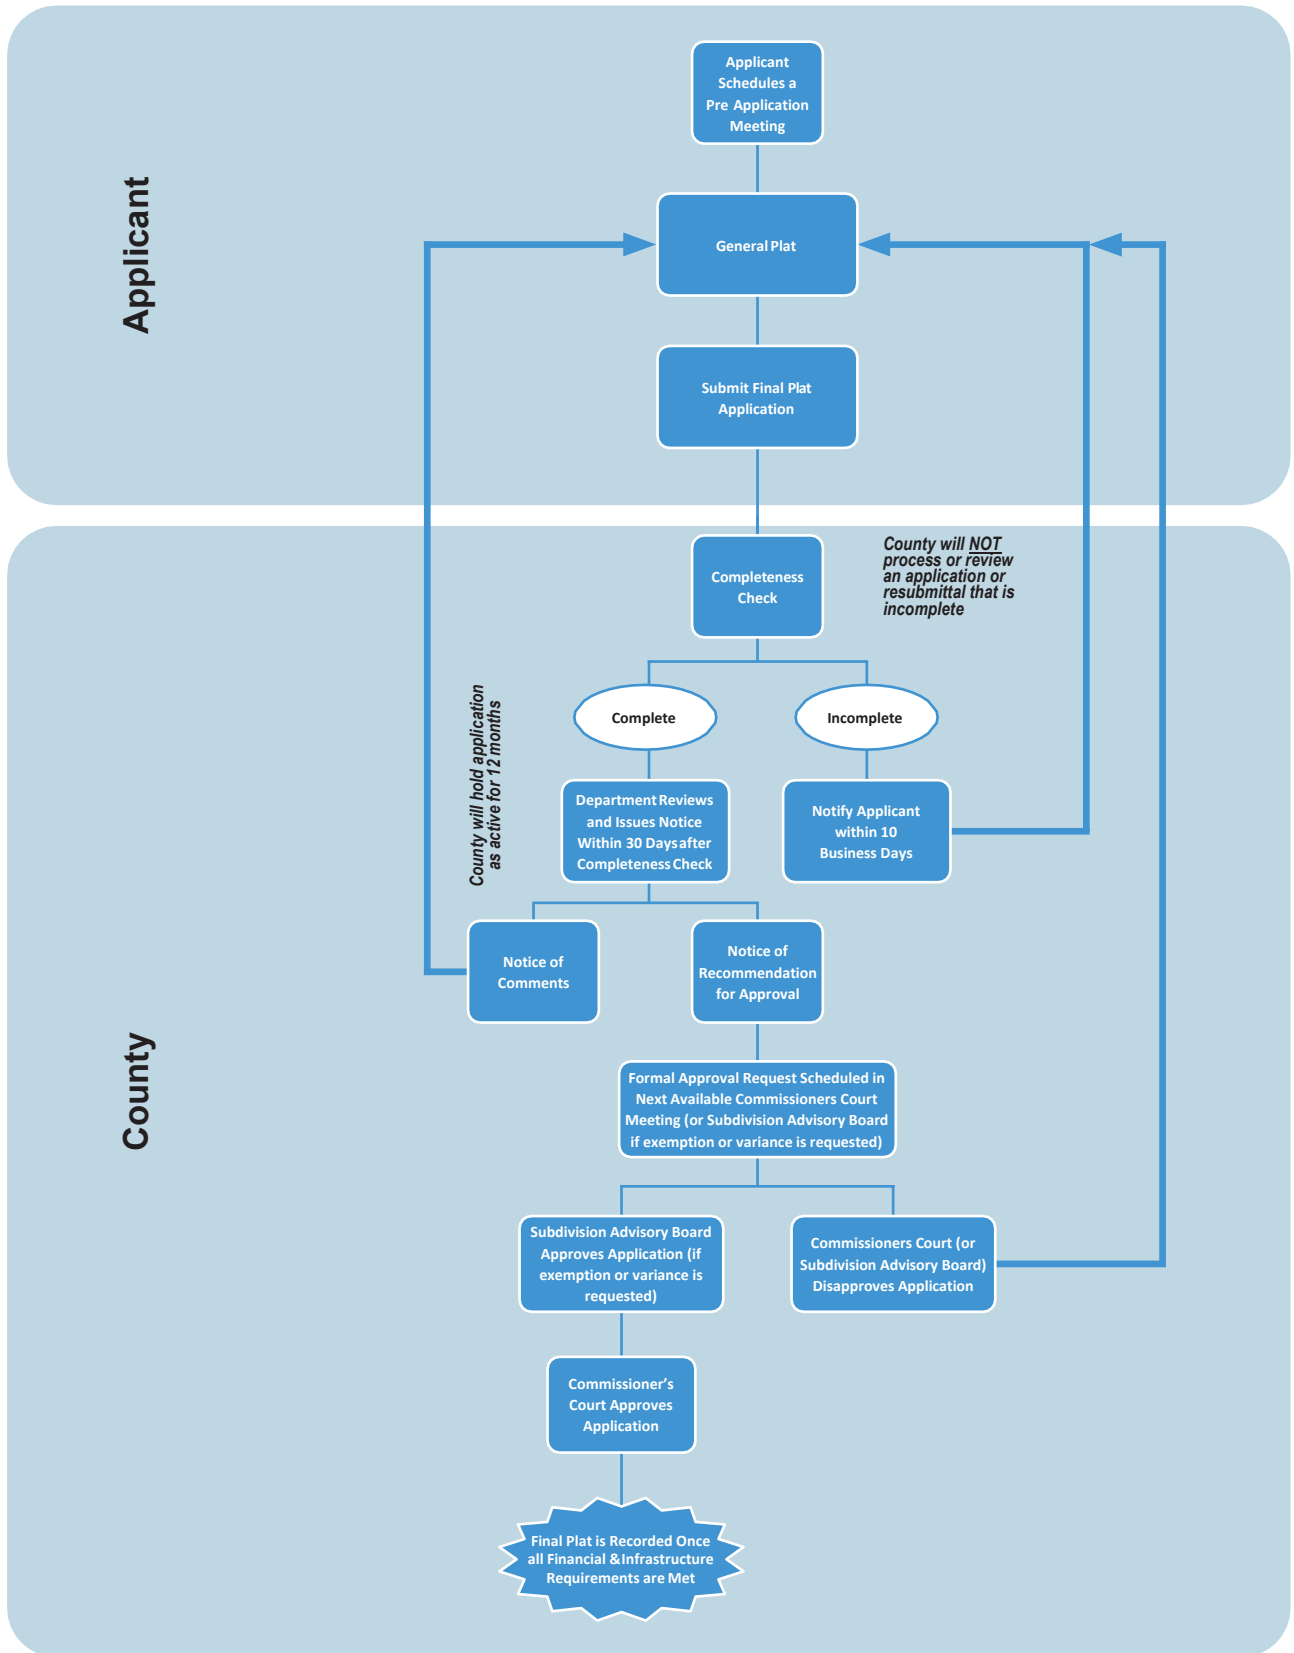 Applicant
Applicant
Schedules a
Pre Application
Meeting
General Plat
Submit Final Plat
Application
County
Completeness
Check
County will NOT
process or review
an application or
resubmittal that is
incomplete
Complete
Incomplete
County will hold application
as active for 12 months
Department Reviews
and Issues Notice
Within 30 Days after
Completeness Check
Notify Applicant
within 10
Business Days
Notice of
Comments
Notice of
Recommendation
for Approval
Formal Approval Request Scheduled in
Next Available Commissioners Court
Meeting (or Subdivision Advisory Board
if exemption or variance is requested)
Subdivision Advisory Board
Approves Application (if
exemption or variance is
requested)
Commissioners Court (or
Subdivision Advisory Board)
Disapproves Application
Commissioner's
Court Approves
Application
Final Plat is Recorded Once
all Financial & Infrastructure
Requirements are Met